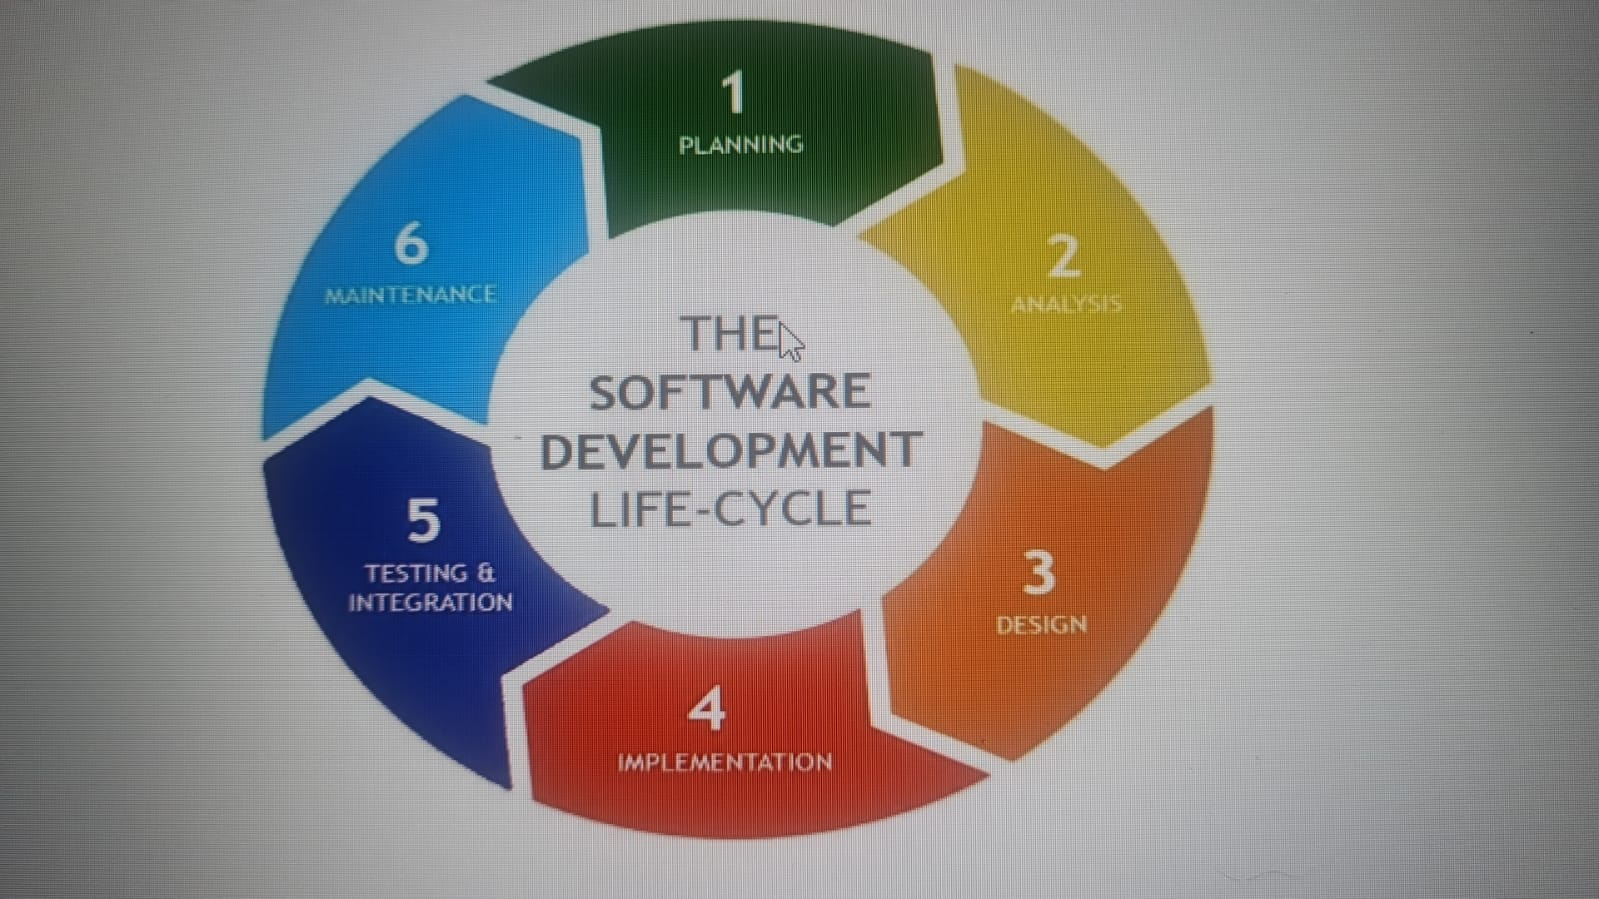 THE
SOFTWARE
DEVELOPMENT
LIFE-CYCLE
1
PLANNING
2
ANALYSIS
3
DESIGN
4
IMPLEMENTATION
5
TESTING &
INTEGRATION
6
MAINTENANCE